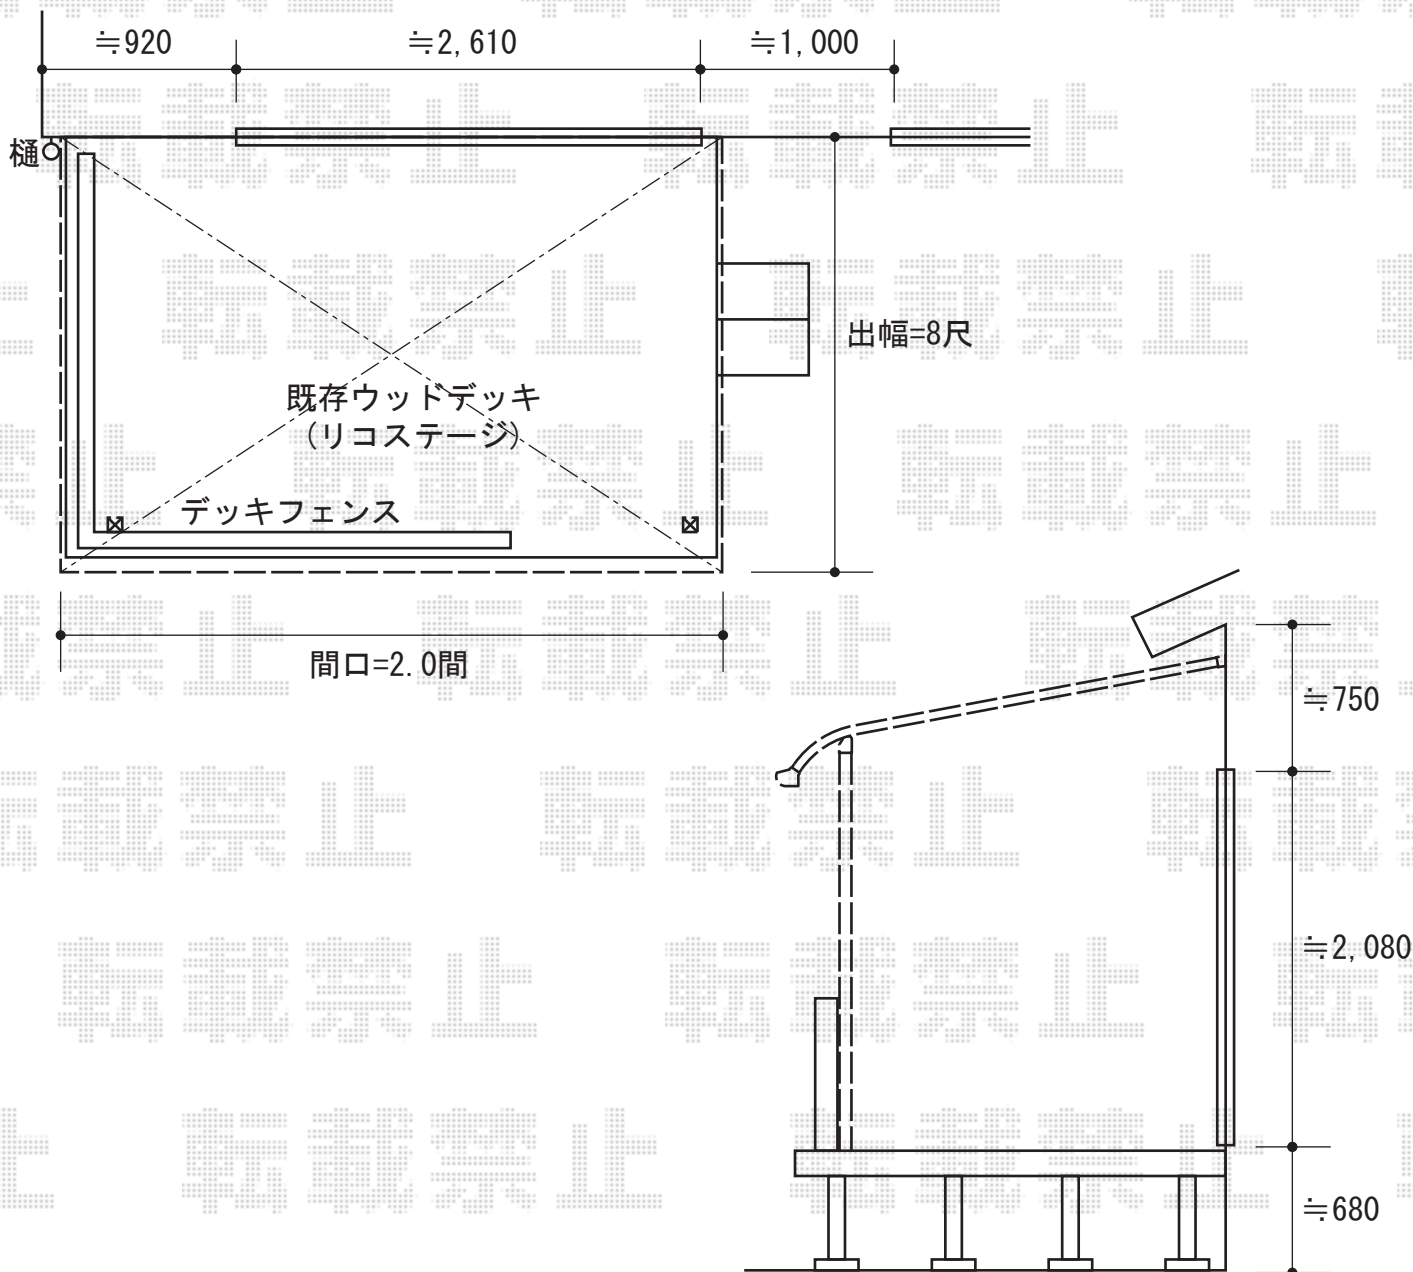 ≒920
≒2,610
≒1,000
樋
出幅=8尺
既存ウッドデッキ
(リコステージ)
デッキフェンス
間口=2.0間
≒750
≒2,080
≒680
転載禁止